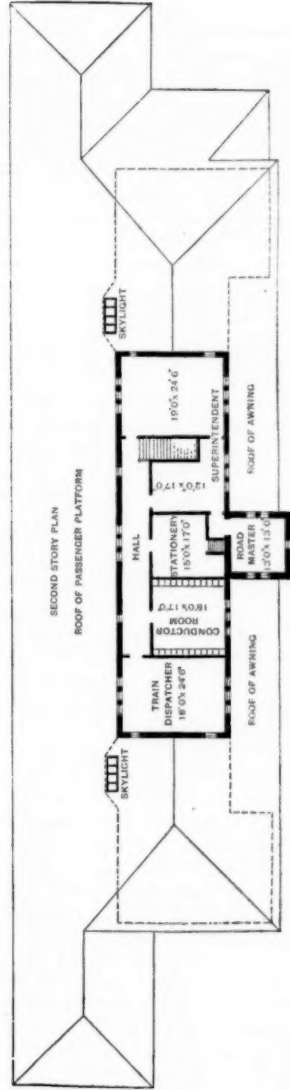 SECOND STORY PLAN
ROOF OF PASSENGER PLATFORM
SKYLIGHT
SKYLIGHT
HALL
TRAIN
DISPATCHER
16'0"X 24'6"
CONDUCTOR
ROOM
18'0"X 17'0"
STATIONERY
15'0"X 17'0"
12'0"X 17'0
SUPERINTENDENT
19'0"X 24'6"
ROAD
MASTER
13'0"X 13'0"
ROOF OF AWNING
ROOF OF AWNING